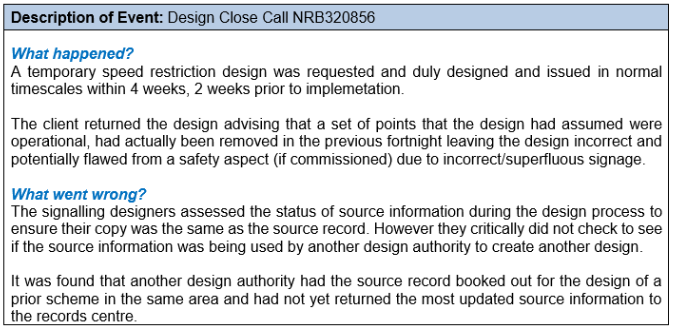 Description of Event: Design Close Call NRB320856
What happened?
A temporary speed restriction design was requested and duly designed and issued in normal
timescales within 4 weeks, 2 weeks prior to implemetation.
The client returned the design advising that a set of points that the design had assumed were
operational, had actually been removed in the previous fortnight leaving the design incorrect and
potentially flawed from a safety aspect (if commissioned) due to incorrect/superfluous signage.
What went wrong?
The signalling designers assessed the status of source information during the design process to
ensure their copy was the same as the source record. However they critically did not check to see
if the source information was being used by another design authority to create another design.
It was found that another design authority had the source record booked out for the design of a
prior scheme in the same area and had not yet returned the most updated source information to
the records centre.